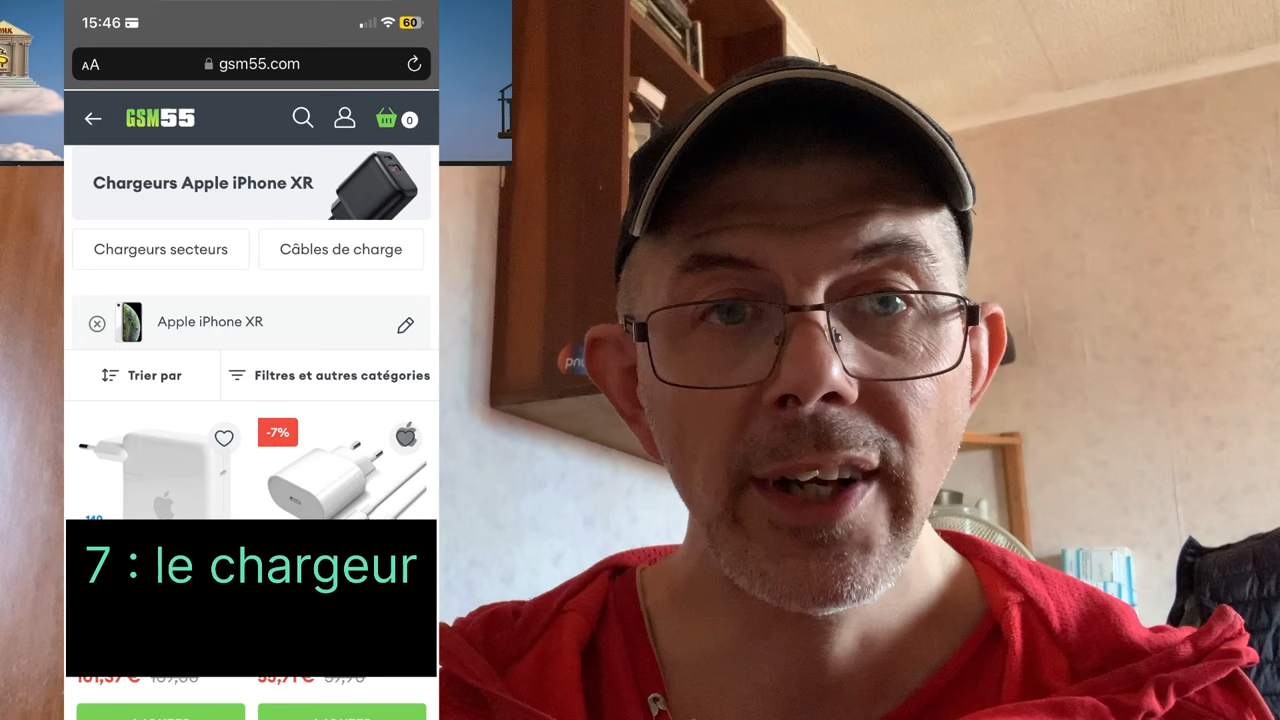 15:46
60
AA
gsm55.com
GSM55
0
Chargeurs Apple iPhone XR
Chargeurs secteurs
Câbles de charge
Apple iPhone XR
Trier par
Filtres et autres catégories
-7%
7 : le chargeur